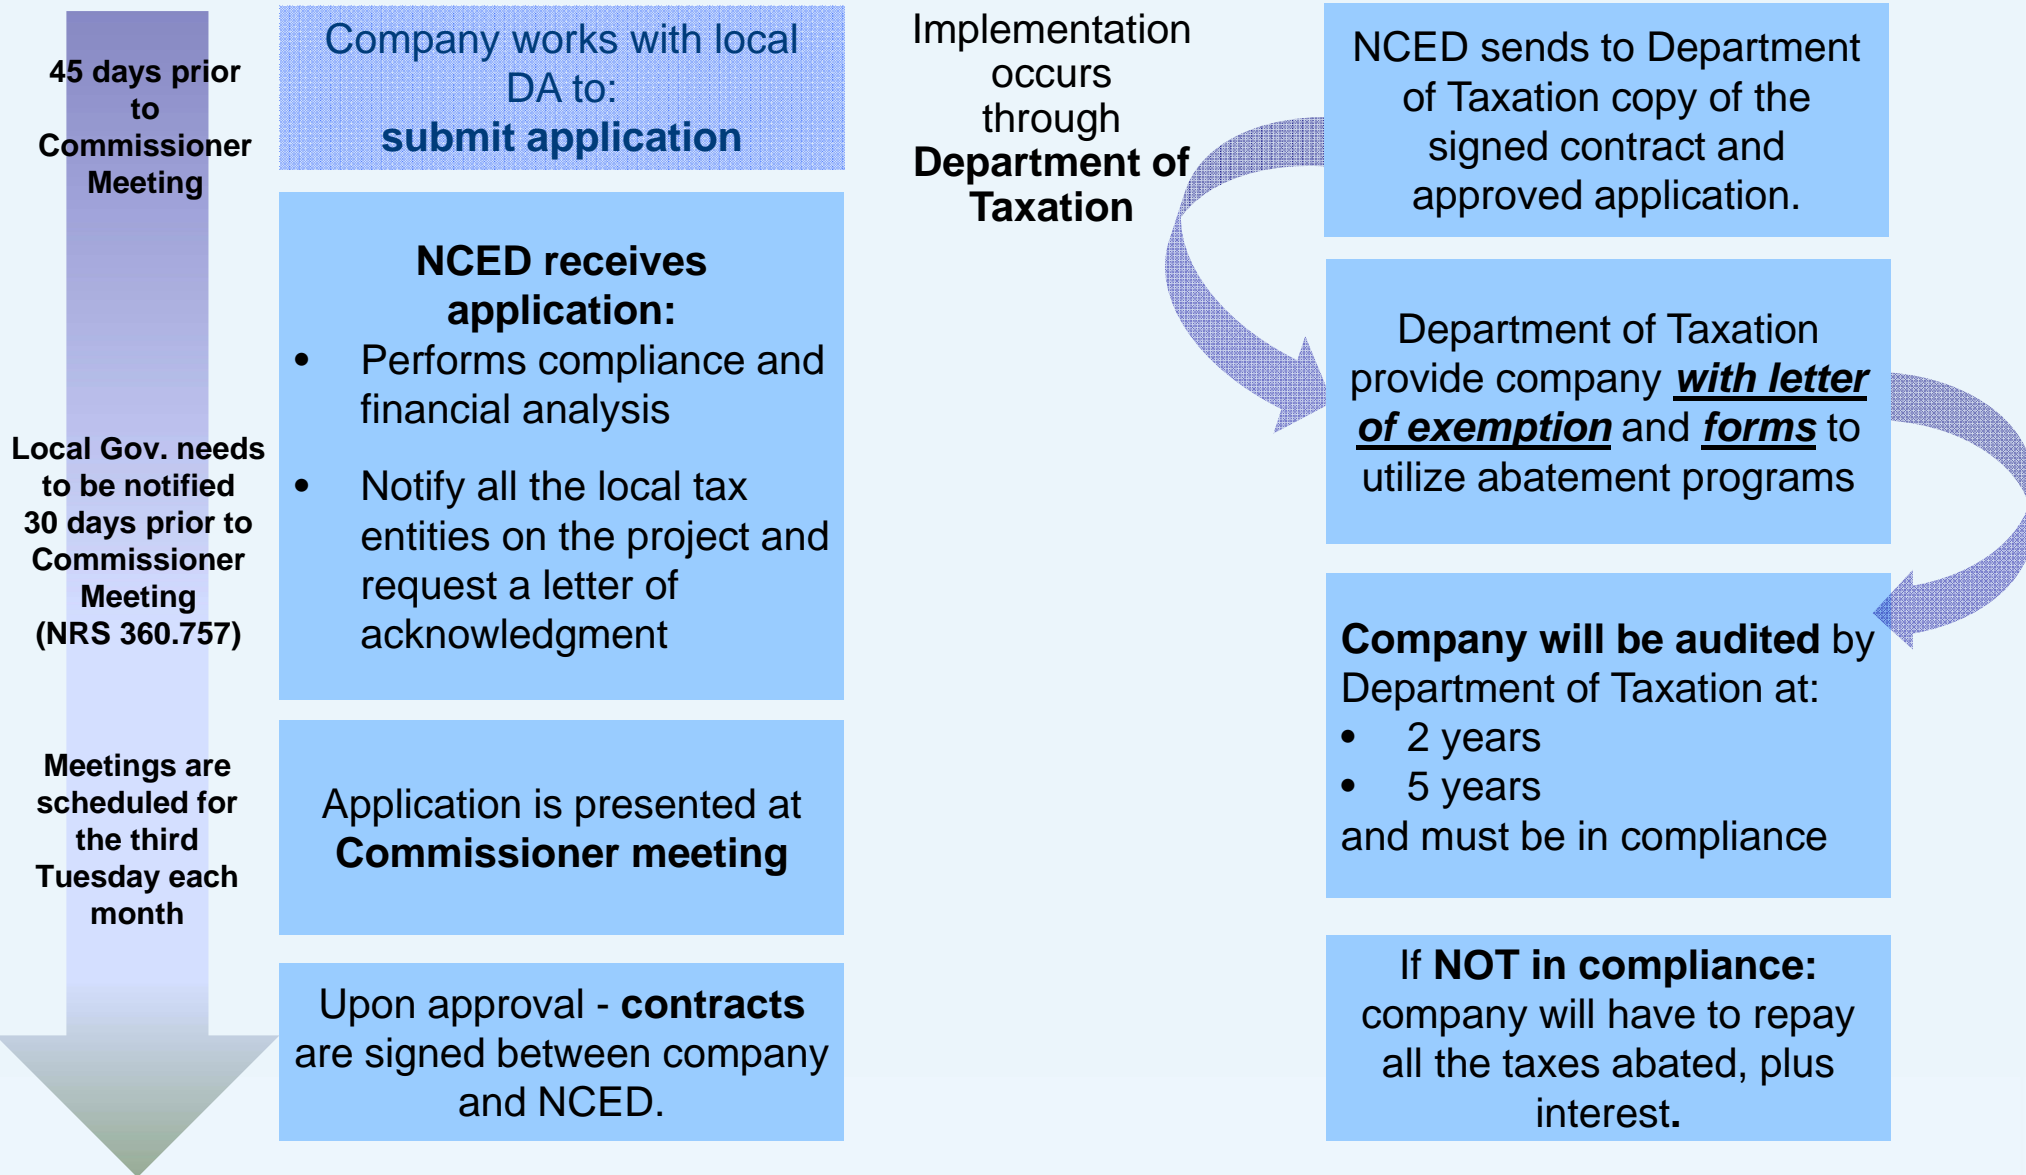 45 days prior
to
Commissioner
Meeting
Local Gov. needs
to be notified
30 days prior to
Commissioner
Meeting
(NRS 360.757)
Meetings are
scheduled for
the third
Tuesday each
month
Company works with local
DA to:
submit application
NCED receives
application:
• Performs compliance and
financial analysis
• Notify all the local tax
entities on the project and
request a letter of
acknowledgment
Application is presented at
Commissioner meeting
Upon approval - contracts
are signed between company
and NCED.
Implementation
occurs
through
Department of
Taxation
NCED sends to Department
of Taxation copy of the
signed contract and
approved application.
Department of Taxation
provide company with letter
of exemption and forms to
utilize abatement programs
Company will be audited by
Department of Taxation at:
• 2 years
• 5 years
and must be in compliance
If NOT in compliance:
company will have to repay
all the taxes abated, plus
interest.